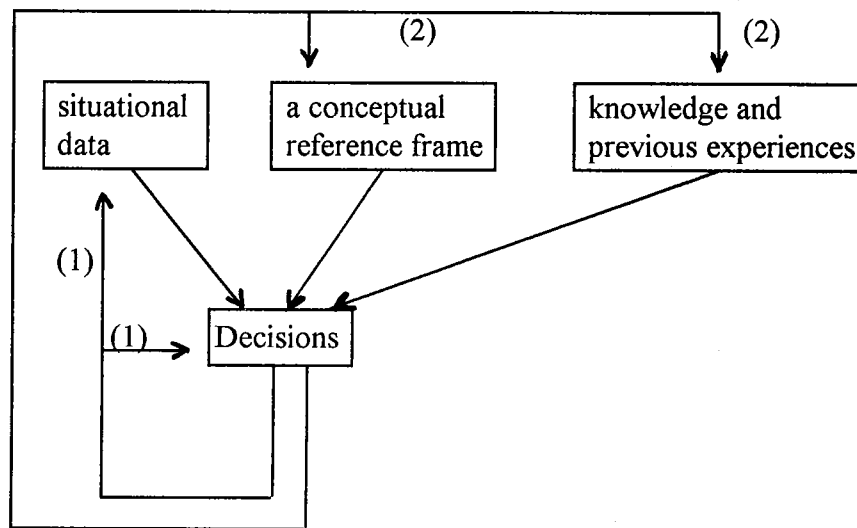 (2)
(2)
situational
data
a conceptual
reference frame
knowledge and
previous experiences
(1)
(1)
Decisions